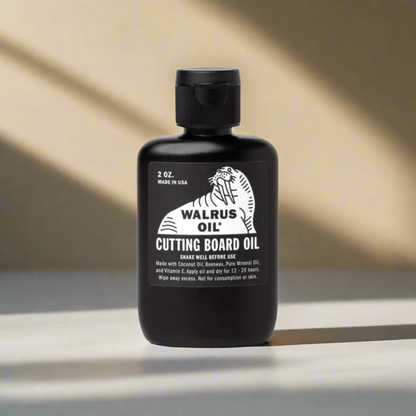 2 OZ.
MADE IN USA
WALRUS
OIL®
CUTTING BOARD OIL
SHAKE WELL BEFORE USE
Made with Coconut Oil, Beeswax, Pure Mineral Oil,
and Vitamin E. Apply oil and dry for 12 - 24 hours.
Wipe away excess. Not for consumption or skin.